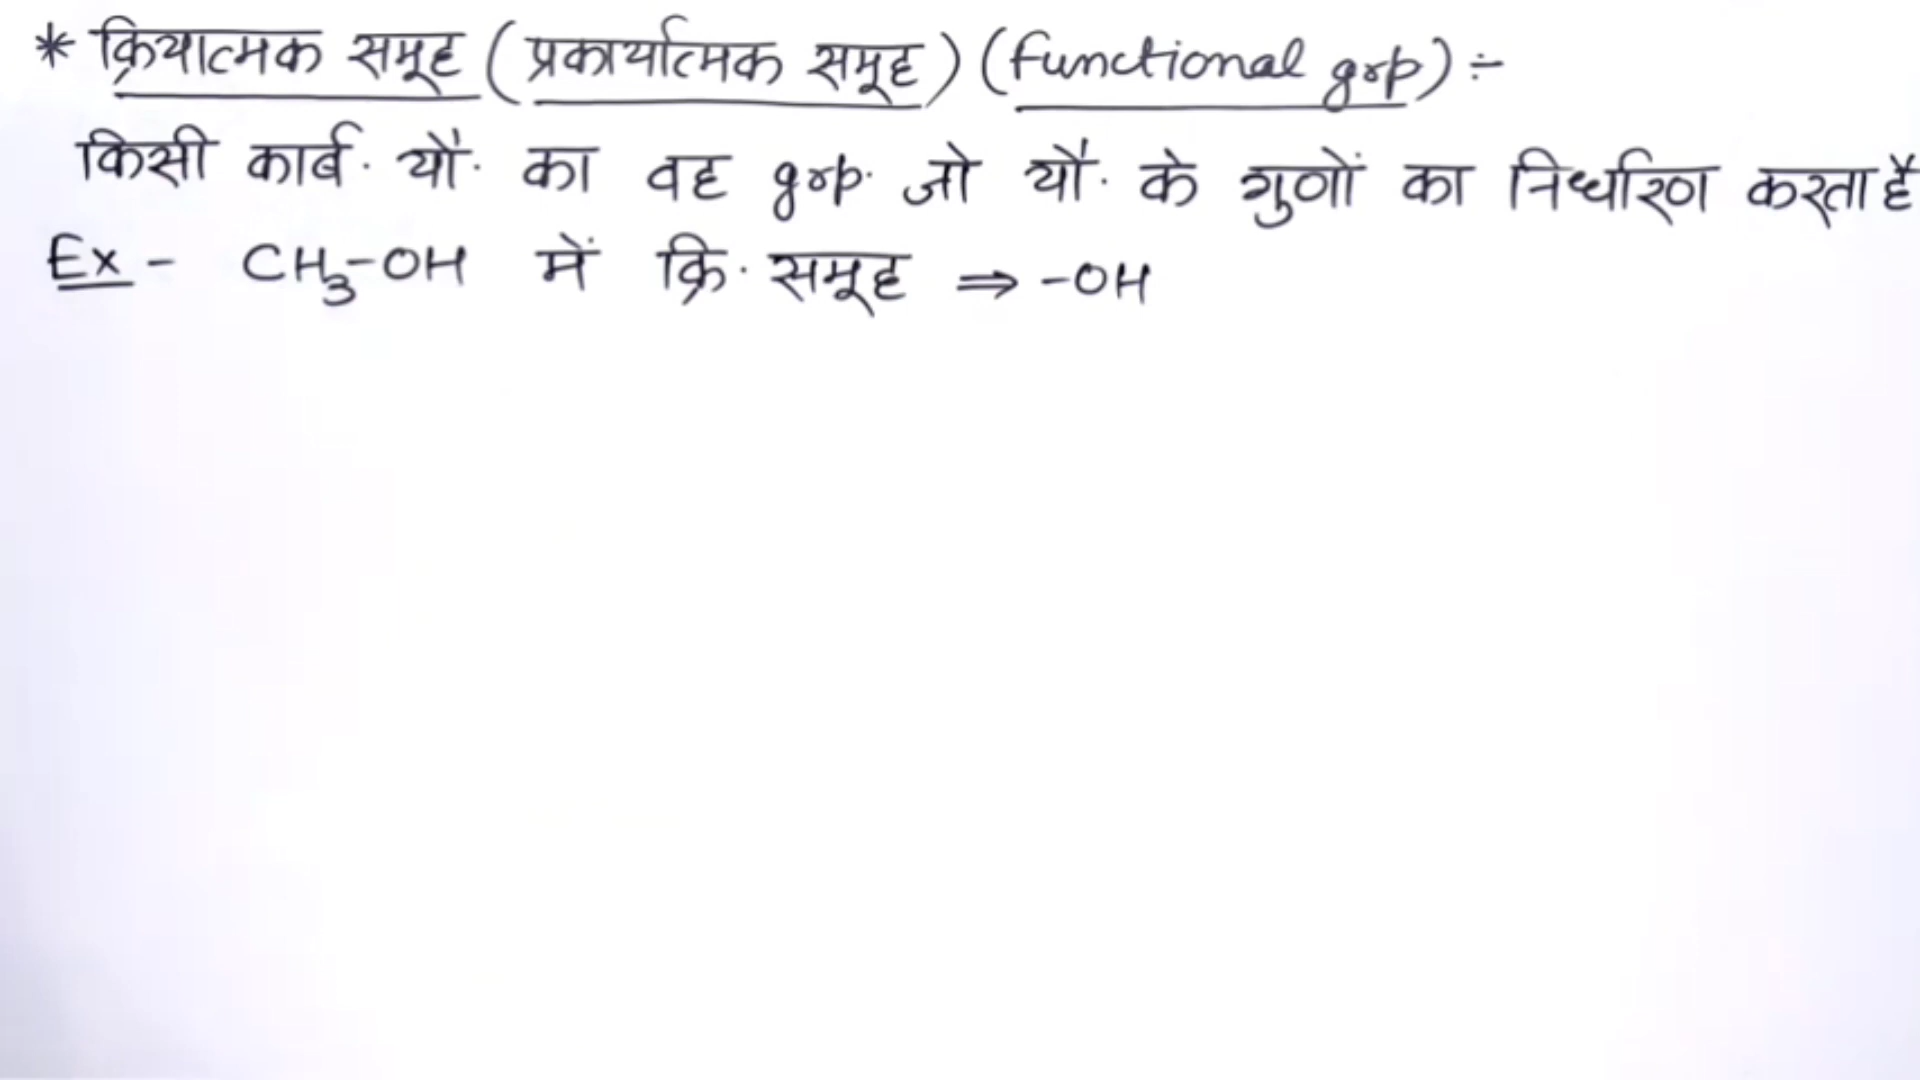 * क्रियात्मक समूह (प्रकार्यात्मक समूह) (functional grp) ÷
किसी कार्ब. यौ. का वह grp. जो यौ. के गुणों का निर्धारण करता है
Ex - CH₃-OH में क्रि. समूह ⇒ -OH